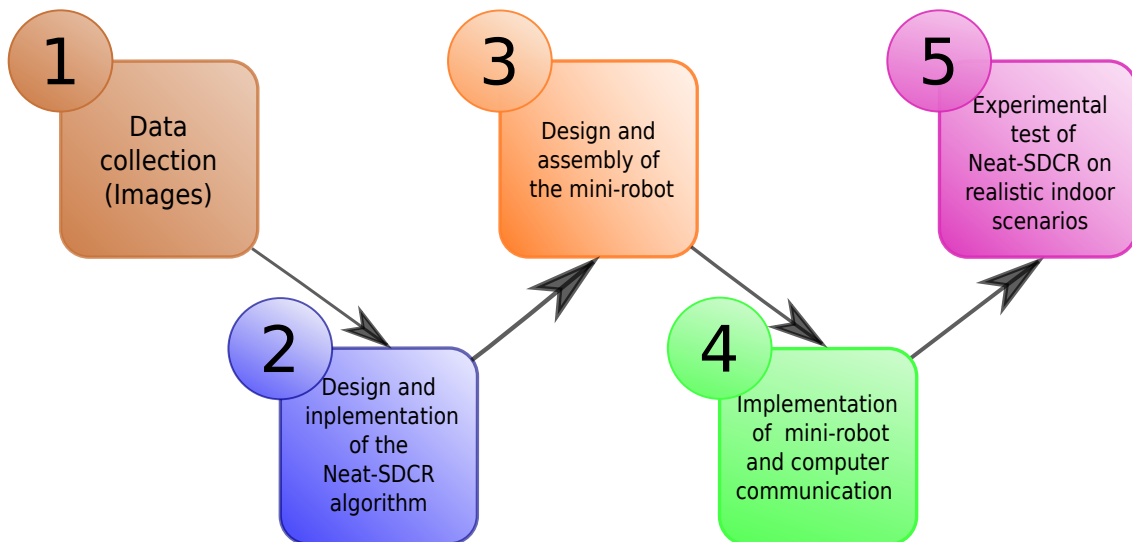 1
Data
collection
(Images)
2
Design and
inplementation
of the
Neat-SDCR
algorithm
3
Design and
assembly of
the mini-robot
4
Implementation
of mini-robot
and computer
communication
5
Experimental
test of
Neat-SDCR on
realistic indoor
scenarios